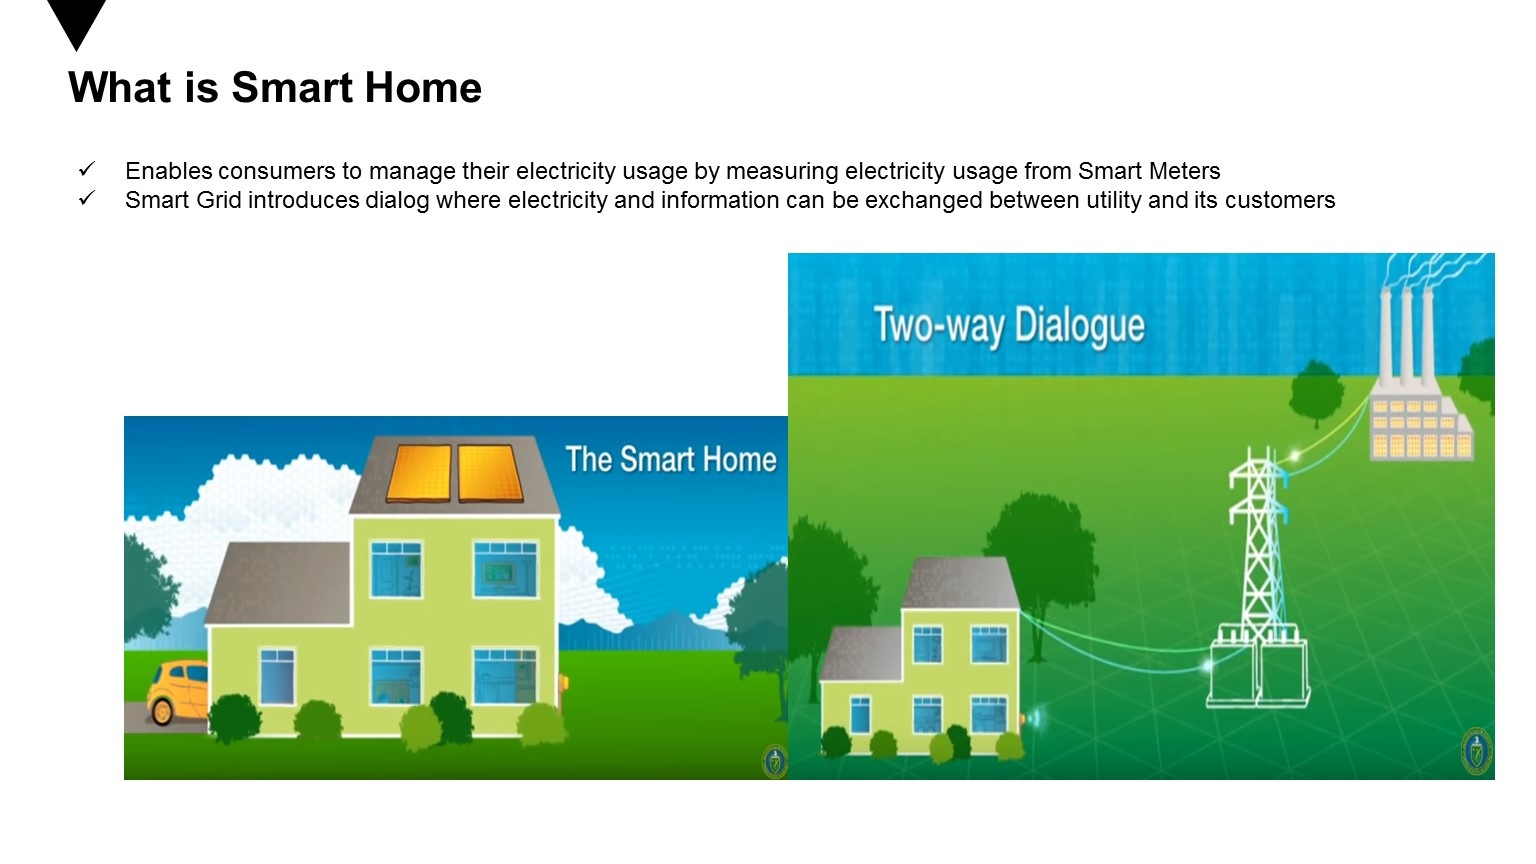 What is Smart Home
✓ Enables consumers to manage their electricity usage by measuring electricity usage from Smart Meters
✓ Smart Grid introduces dialog where electricity and information can be exchanged between utility and its customers
Two-way Dialogue
The Smart Home